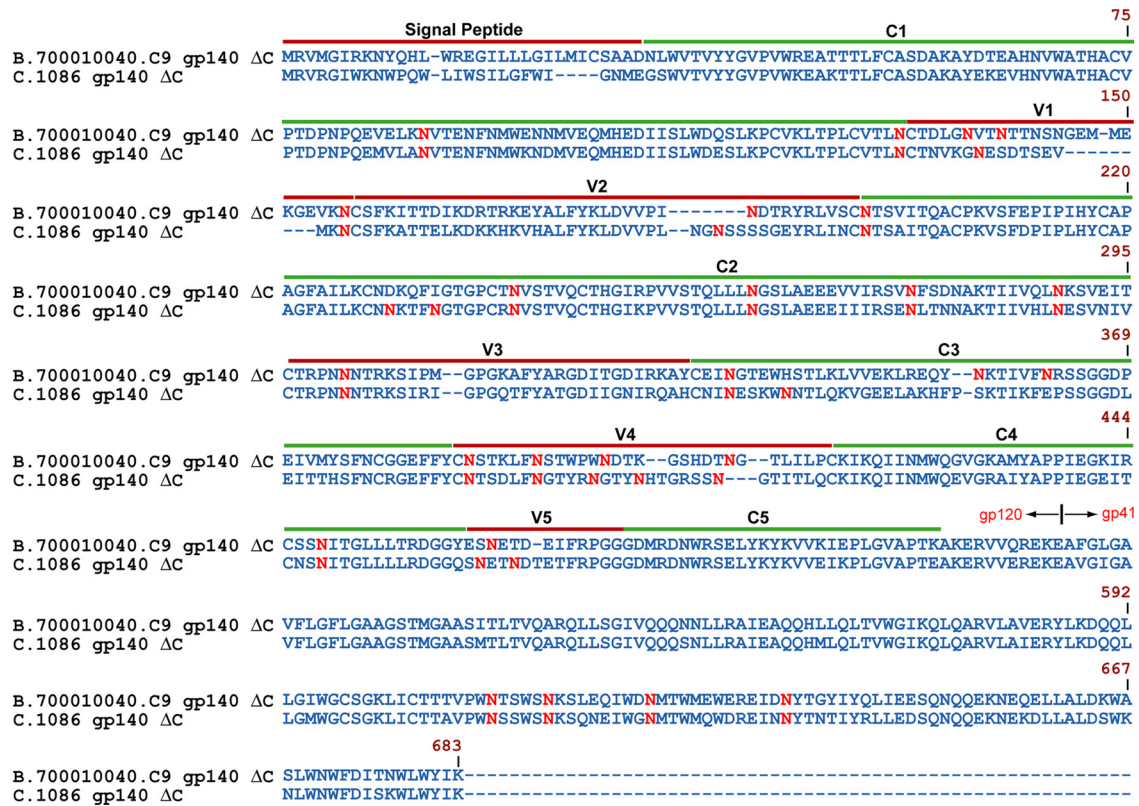 75
Signal Peptide C1
B.700010040.C9 gp140 ΔC MRVMGIRKNYQHL-WREGILLLGILMICSAADNLWVTVYYGVPVWREATTTLFCASDAKAYDTEAHNVWATHACV
C.1086 gp140 ΔC MRVRGIWKNWPQW-LIWSILGFWI----GNMEGSWVTVYYGVPVWKEAKTTLFCASDAKAYEKEVHNVWATHACV
150
V1
B.700010040.C9 gp140 ΔC PTDPNPQEVELKNVTENFNMWENNMVEQMHEDIISLWDQSLKPCVKLTPLCVTLNCTDLGNVTNTTNSNGEMM-ME
C.1086 gp140 ΔC PTDPNPQEMVLANVTENFNMWKNDMVEQMHEDIISLWDESLKPCVKLTPLCVTLNCTNVKGNESDTSEV------
220
V2
B.700010040.C9 gp140 ΔC KGEVKNCSFKITTDIKDRTRKEYALFYKLDVVPI-------NDTRYRLVSCNTSVITQACPKVSFEPIPIHYCAP
C.1086 gp140 ΔC ---MKNCSFKATTELKDKKHKVHALFYKLDVVPL--NGNSSSSGEYRLINCNTSAITQACPKVSFDPIPLHYCAP
295
C2
B.700010040.C9 gp140 ΔC AGFAILKCNDKQFIGTGPCTNVSTVQCTHGIRPVVSTQLLLNGSLAEEEVVIRSVNFSDNAKTIIVQLNKSVEIT
C.1086 gp140 ΔC AGFAILKCNNKTFNGTGPCRNVSTVQCTHGIKPVVSTQLLLNGSLAEEEIIIRSENLTNNAKTIIVHLNESVNIV
369
V3 C3
B.700010040.C9 gp140 ΔC CTRPNNNTRKSIPM--GPGKAFYARGDITGDIRKAYCEINGTEWHSTLKLVVEKLREQY--NKTIVFNRSSGGDP
C.1086 gp140 ΔC CTRPNNNTRKSIRI--GPGQTFYATGDIIGNIRQAHCNINESKWNNTLQKVGEELAKHFP-SKTIKFEPSSGGDL
444
V4 C4
B.700010040.C9 gp140 ΔC EIVMYSFNCGGEFFYCNSTKLFNSTWPWNDTK--GSHDTNG--TLILPCKIKQIINMWQGVGKAMYAPPIEGKIR
C.1086 gp140 ΔC EITTHSFNCRGEFFYCNTSDLFNGTYRNGTYNHTGRSSN---GTITLQCKIKQIINMWQEVGRAIYAPPIEGEIT
gp120 gp41
V5 C5
B.700010040.C9 gp140 ΔC CSSNITGLLLTRDGGYESNETD-EIFRPGGGDMRDNWRSELYKYKVVKIEPLGVAPTKAKERVVQREKEAFGLGA
C.1086 gp140 ΔC CNSNITGLLLLRDGGQSNETNDTETFRPGGGDMRDNWRSELYKYKVVEIKPLGVAPTEAKERVVEREKEAVGIGA
592
B.700010040.C9 gp140 ΔC VFLGFLGAAGSTMGAASITLTVQARQLLSGIVQQQNNLLRAIEAQQHLLQLTVWGIKQLQARVLAVERYLKDQQL
C.1086 gp140 ΔC VFLGFLGAAGSTMGAASMTLTVQARQLLSGIVQQQSNLLRAIEAQQHMLQLTVWGIKQLQARVLAIERYLKDQQL
667
B.700010040.C9 gp140 ΔC LGIWGCSGKLICTTTVPWNTSWSNKSLEQIWDNMTWMEWEREIDNYTGYIYQLIEESQNQQEKNEQELLALDKWA
C.1086 gp140 ΔC LGMWGCSGKLICTTAVPWNSSWSNKSQNEIWGNMTWMQWDREINNYTNTIYRLLEDSQNQQEKNEKDLLALDSWK
683
B.700010040.C9 gp140 ΔC SLWNWFDITNWLWYIK-----------------------------------------------------------
C.1086 gp140 ΔC NLWNWFDISKWLWYIK-----------------------------------------------------------